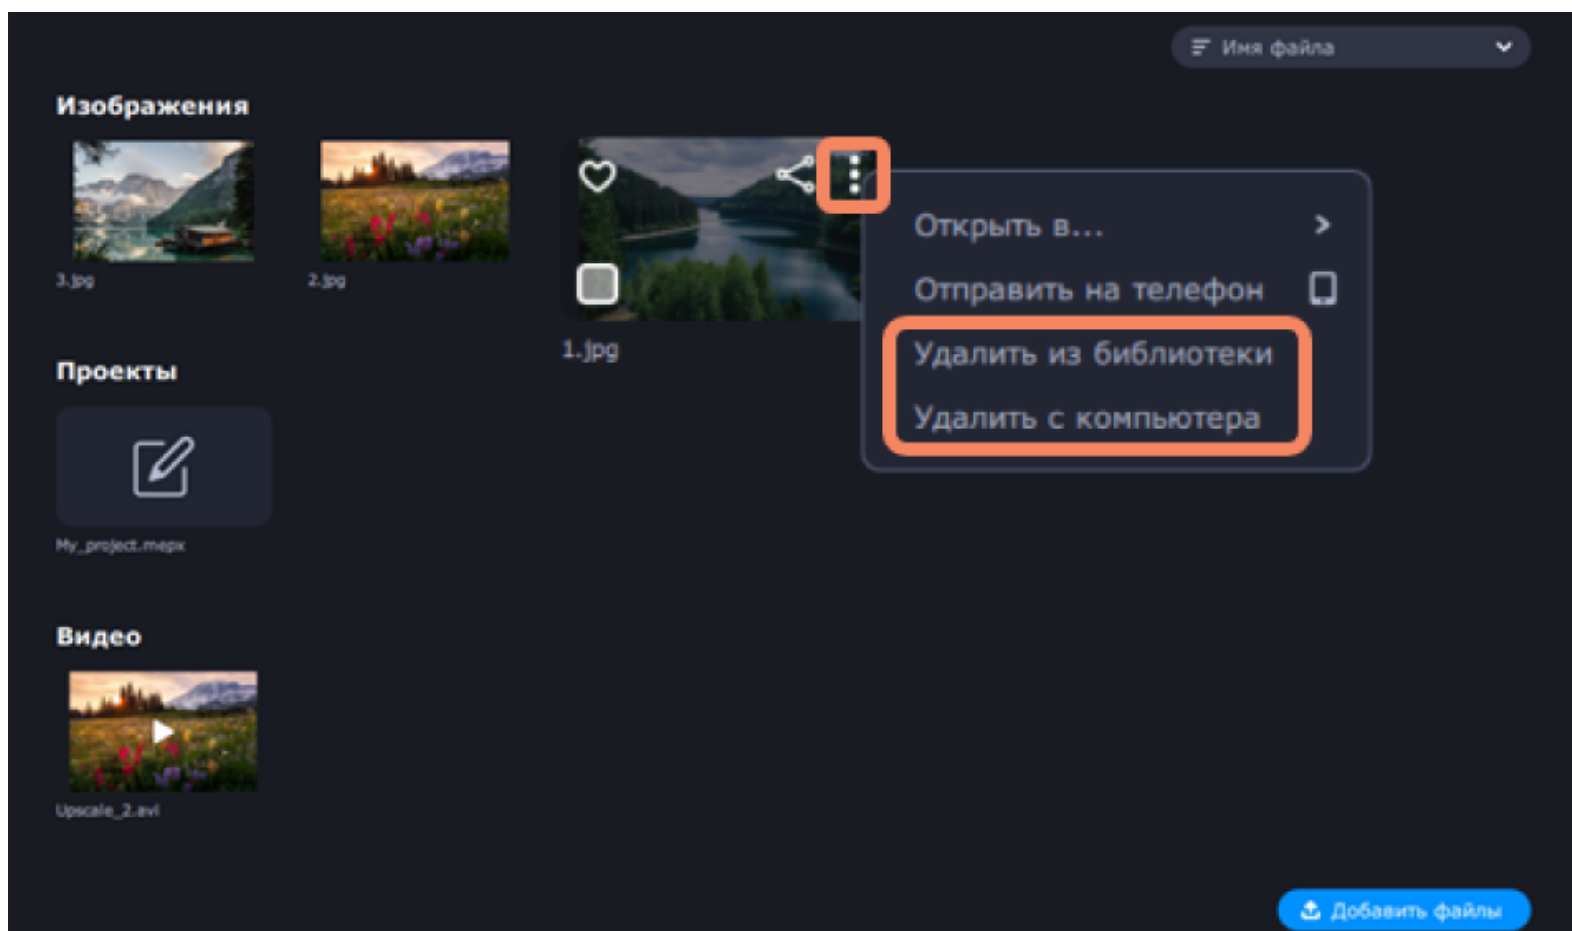 Имя файла
Изображения
3.jpg
2.jpg
1.jpg
Открыть в...
Отправить на телефон
Удалить из библиотеки
Удалить с компьютера
Проекты
My_project.mepx
Видео
Upscale_2.avi
Добавить файлы